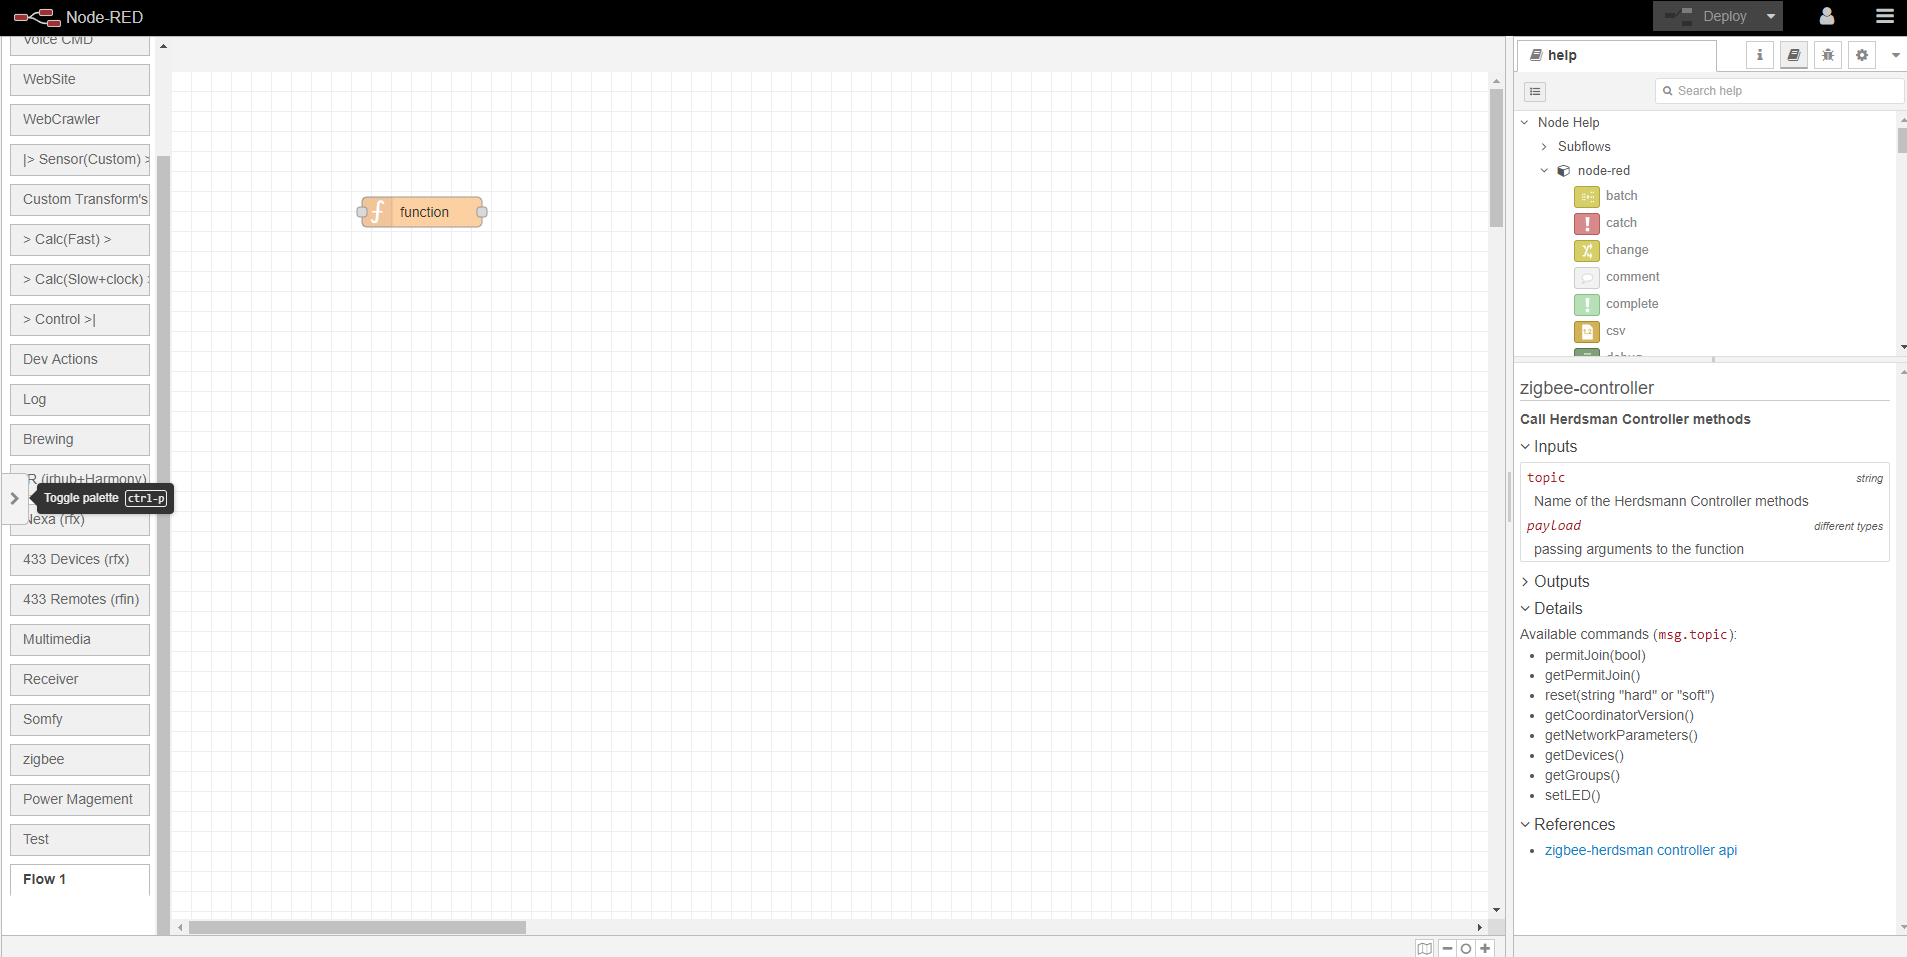 Node-RED
Deploy
Voice CMD
WebSite
WebCrawler
|> Sensor(Custom) >
Custom Transform's
> Calc(Fast) >
> Calc(Slow+clock) >
> Control >|
Dev Actions
Log
Brewing
R (irhub+Harmony)
Toggle palette ctrl-p
Nexa (rfx)
433 Devices (rfx)
433 Remotes (rfin)
Multimedia
Receiver
Somfy
zigbee
Power Magement
Test
Flow 1
function
help
Search help
Node Help
Subflows
node-red
batch
catch
change
comment
complete
csv
debug
zigbee-controller
Call Herdsman Controller methods
Inputs
topic string
Name of the Herdsmann Controller methods
payload different types
passing arguments to the function
Outputs
Details
Available commands (msg.topic):
permitJoin(bool)
getPermitJoin()
reset(string "hard" or "soft")
getCoordinatorVersion()
getNetworkParameters()
getDevices()
getGroups()
setLED()
References
zigbee-herdsman controller api